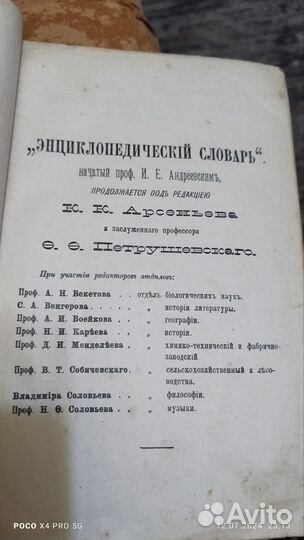 „ЭНЦИКЛОПЕДИЧЕСКІЙ СЛОВАРЬ“.
начатый проф. И. Е. Андреевскимъ,
ПРОДОЛЖАЕТСЯ ПОДЪ РЕДАКЦІЕЮ
К. К. Арсеньева
и заслуженнаго профессора
Ѳ. Ѳ. Петрушевскаго.
При участіи редакторовъ отдѣловъ:
Проф. А. Н. Бекетова . . отдѣлъ біологическихъ наукъ.
С. А. Венгерова . . . „ исторіи литературы.
Проф. А. И. Воейкова . . „ географіи.
Проф. Н. И. Карѣева . . „ исторіи.
Проф. Д. И. Менделѣева . „ химико-техническій и фабрично-
заводскій
Проф. В. Т. Собичевскаго. „ сельскохозяйственный и лѣсо-
водства.
Владиміра Соловьева . „ философіи.
Проф. Н. Ѳ. Соловьева . „ музыки.
POCO X4 PRO 5G
12.07.2024 23:13
Avito